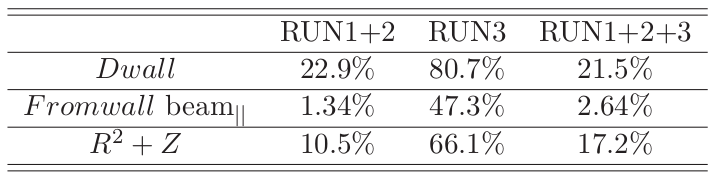 RUN1+2 RUN3 RUN1+2+3
Dwall 22.9% 80.7% 21.5%
Fromwall beam|| 1.34% 47.3% 2.64%
R² + Z 10.5% 66.1% 17.2%